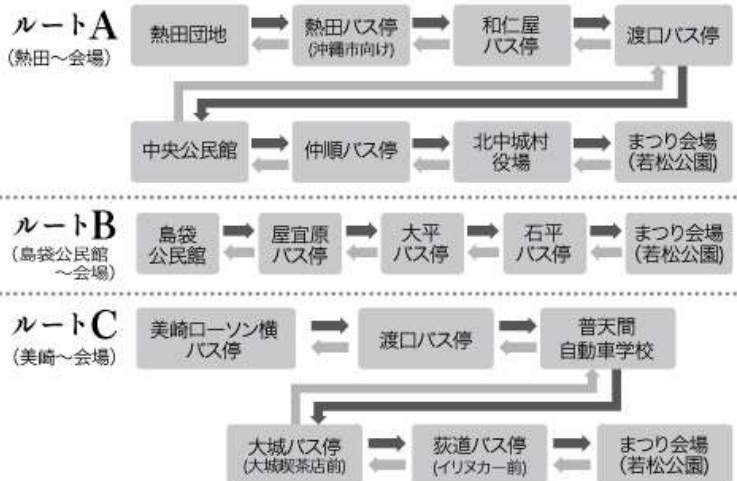 ルートA
(熱田〜会場)
熱田団地
熱田バス停
(沖縄市向け)
和仁屋
バス停
渡口バス停
中央公民館
仲順バス停
北中城村
役場
まつり会場
(若松公園)
ルートB
(島袋公民館
〜会場)
島袋
公民館
屋宜原
バス停
大平
バス停
石平
バス停
まつり会場
(若松公園)
ルートC
(美崎〜会場)
美崎ローソン横
バス停
渡口バス停
普天間
自動車学校
大城バス停
(大城喫茶店前)
荻道バス停
(イリヌカー前)
まつり会場
(若松公園)